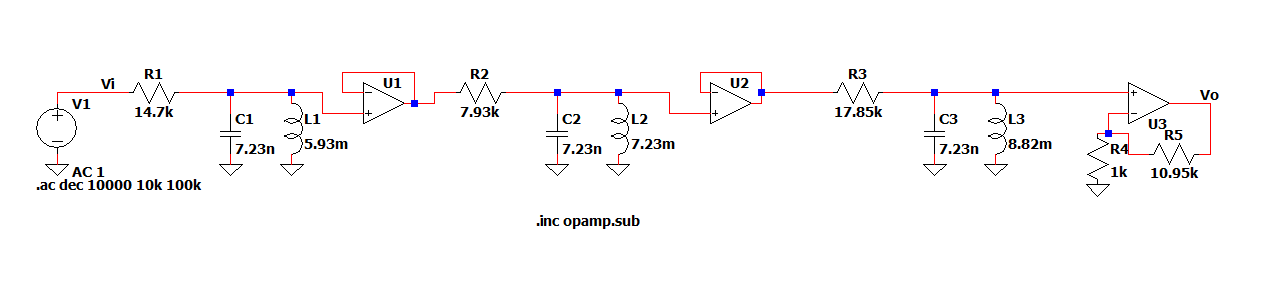 Vi
R1
14.7k
V1
AC 1
.ac dec 10000 10k 100k
C1
7.23n
L1
5.93m
U1
R2
7.93k
C2
7.23n
L2
7.23m
U2
R3
17.85k
C3
7.23n
L3
8.82m
U3
Vo
R4
1k
R5
10.95k
.inc opamp.sub